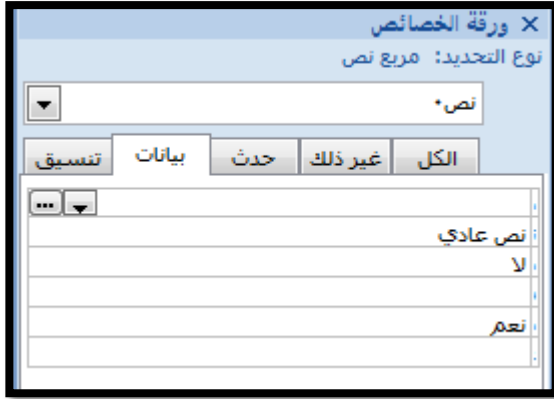 ورقة الخصائص
نوع التحديد: مربع نص
نص٠
الكل غير ذلك حدث بيانات تنسيق
نص عادي
لا
نعم